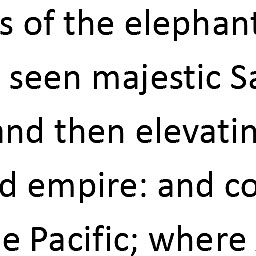 s of the elephant
seen majestic Sa
and then elevatin
d empire: and co
e Pacific; where